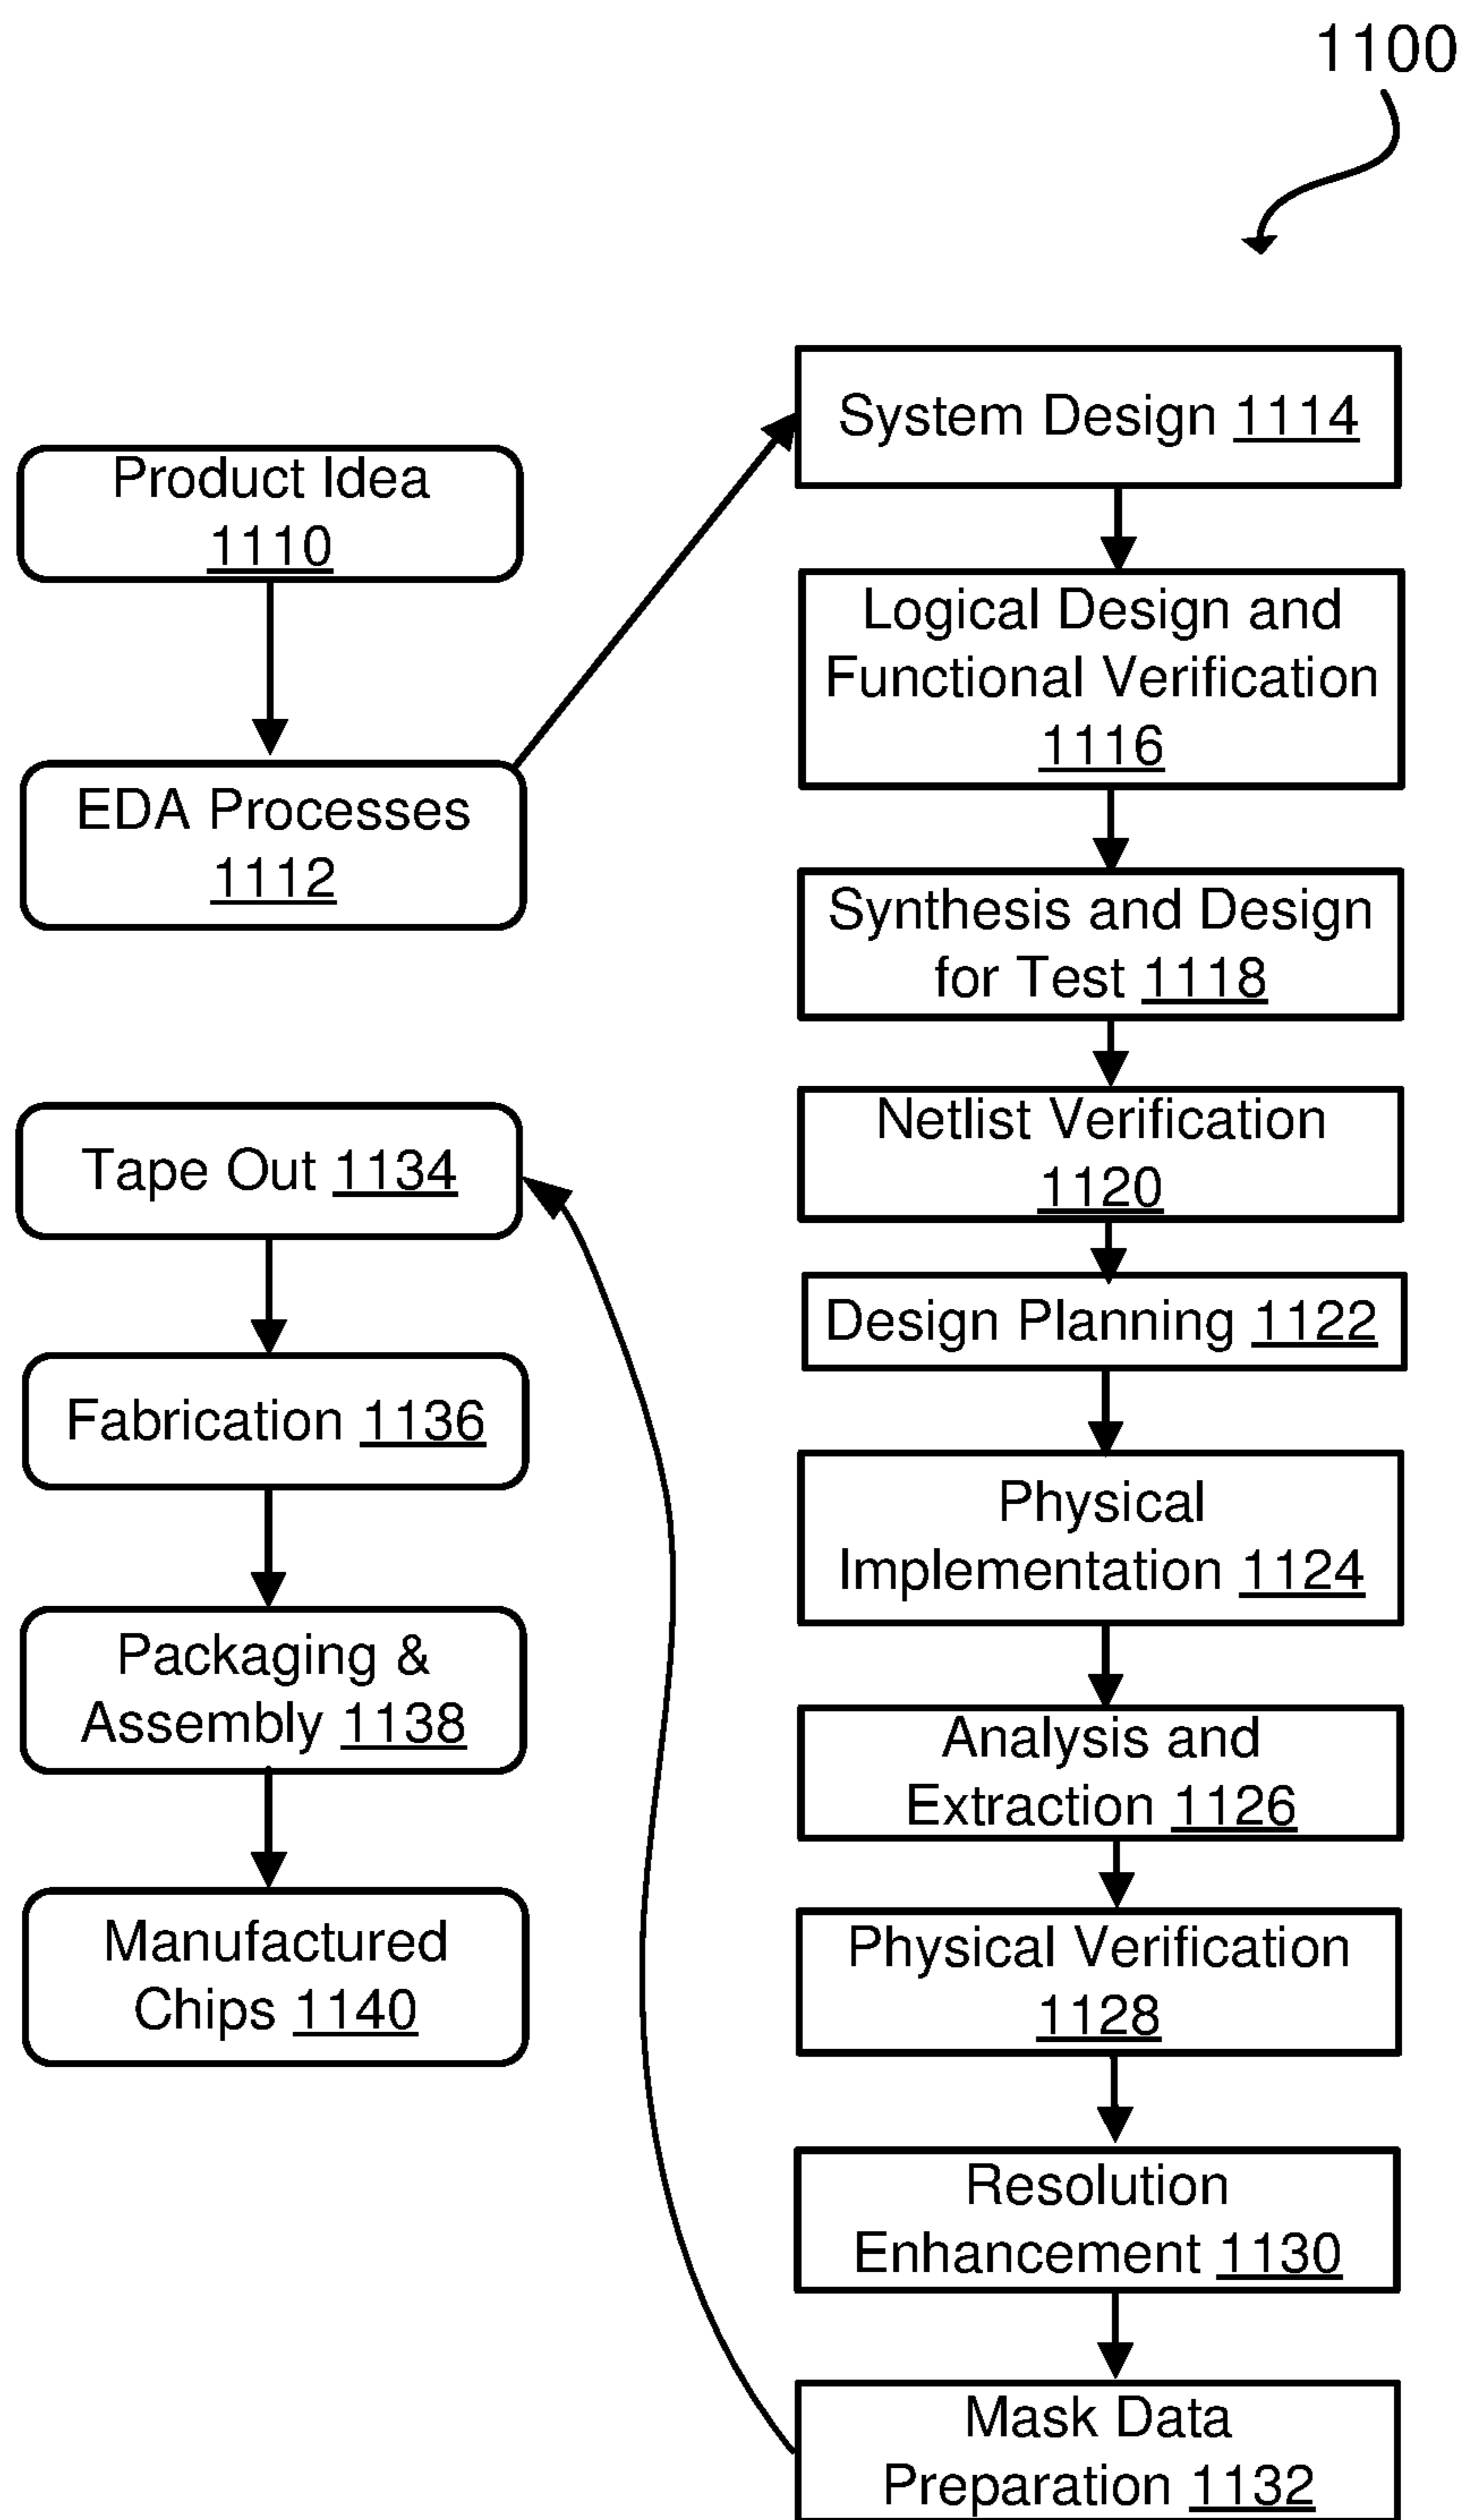 1100
Product Idea
1110
EDA Processes
1112
System Design 1114
Logical Design and
Functional Verification
1116
Synthesis and Design
for Test 1118
Netlist Verification
1120
Design Planning 1122
Physical
Implementation 1124
Analysis and
Extraction 1126
Physical Verification
1128
Resolution
Enhancement 1130
Mask Data
Preparation 1132
Tape Out 1134
Fabrication 1136
Packaging &
Assembly 1138
Manufactured
Chips 1140